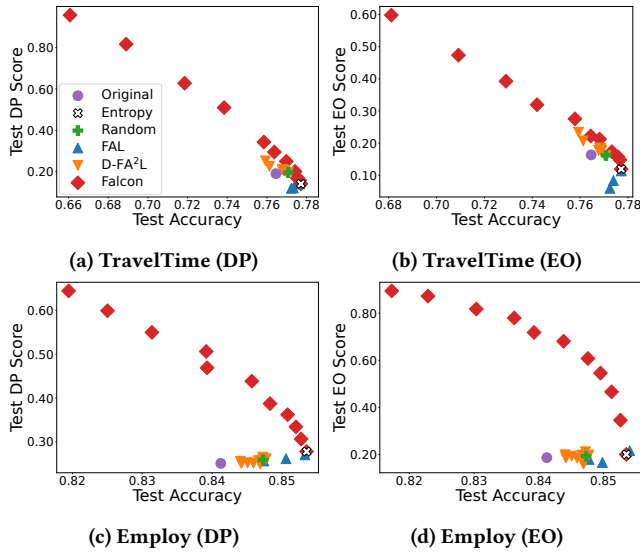 Test DP Score
0.80
0.60
0.40
0.20
Original
Entropy
Random
FAL
D-FA²L
Falcon
0.66 0.68 0.70 0.72 0.74 0.76 0.78
Test Accuracy
(a) TravelTime (DP)
Test EO Score
0.60
0.50
0.40
0.30
0.20
0.10
0.68 0.70 0.72 0.74 0.76 0.78
Test Accuracy
(b) TravelTime (EO)
Test DP Score
0.60
0.50
0.40
0.30
0.82 0.83 0.84 0.85
Test Accuracy
(c) Employ (DP)
Test EO Score
0.80
0.60
0.40
0.20
0.82 0.83 0.84 0.85
Test Accuracy
(d) Employ (EO)